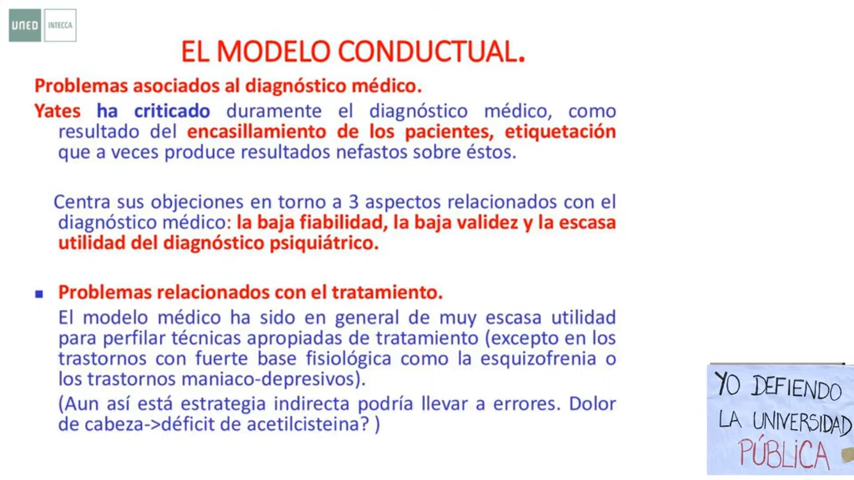 UNED INTECCA
EL MODELO CONDUCTUAL.
Problemas asociados al diagnóstico médico.
Yates ha criticado duramente el diagnóstico médico, como
resultado del encasillamiento de los pacientes, etiquetación
que a veces produce resultados nefastos sobre éstos.
Centra sus objeciones en torno a 3 aspectos relacionados con el
diagnóstico médico: la baja fiabilidad, la baja validez y la escasa
utilidad del diagnóstico psiquiátrico.
Problemas relacionados con el tratamiento.
El modelo médico ha sido en general de muy escasa utilidad
para perfilar técnicas apropiadas de tratamiento (excepto en los
trastornos con fuerte base fisiológica como la esquizofrenia o
los trastornos maniaco-depresivos).
(Aun así está estrategia indirecta podría llevar a errores. Dolor
de cabeza->déficit de acetilcisteina? )
YO DEFIENDO
LA UNIVERSIDAD
PÚBLICA